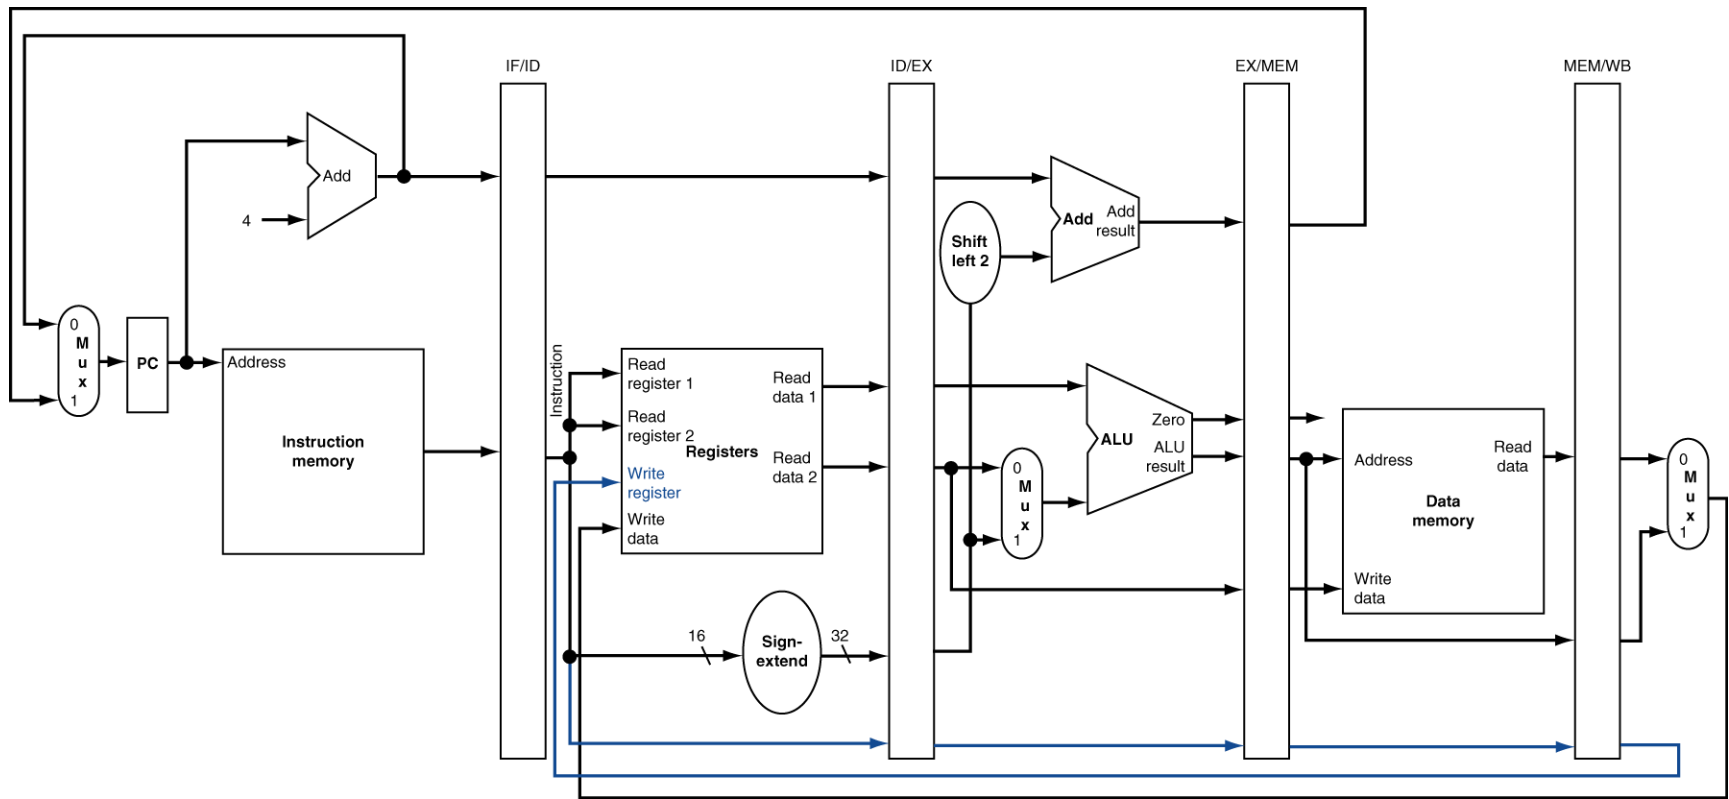 IF/ID
ID/EX
EX/MEM
MEM/WB
Add
4
Add
Add
result
Shift
left 2
0
M
u
x
1
PC
Address
Instruction
memory
Instruction
Read
register 1
Read
register 2
Write
register
Write
data
Registers
Read
data 1
Read
data 2
16
Sign-
extend
32
0
M
u
x
1
ALU
Zero
ALU
result
Address
Read
data
Data
memory
Write
data
0
M
u
x
1